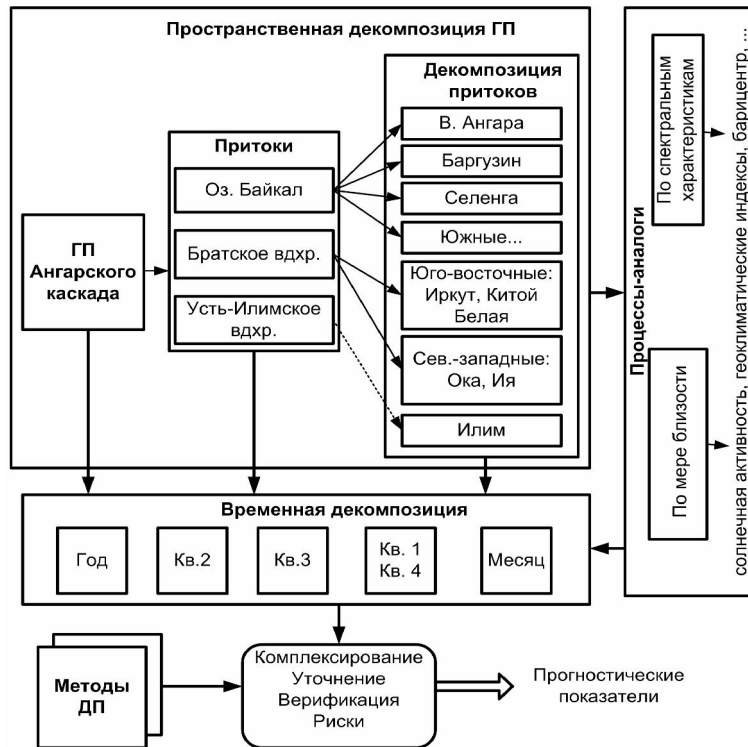 Пространственная декомпозиция ГП
Декомпозиция
притоков
В. Ангара
Баргузин
Селенга
Южные...
Юго-восточные:
Иркут, Китой
Белая
Сев.-западные:
Ока, Ия
Илим
Притоки
Оз. Байкал
Братское вдхр.
Усть-Илимское
вдхр.
ГП
Ангарского
каскада
Процессы-аналоги
По спектральным
характеристикам
По мере близости
солнечная активность, геоклиматические индексы, барицентр, ...
Временная декомпозиция
Год
Кв.2
Кв.3
Кв. 1
Кв. 4
Месяц
Методы
ДП
Комплексирование
Уточнение
Верификация
Риски
Прогностические
показатели